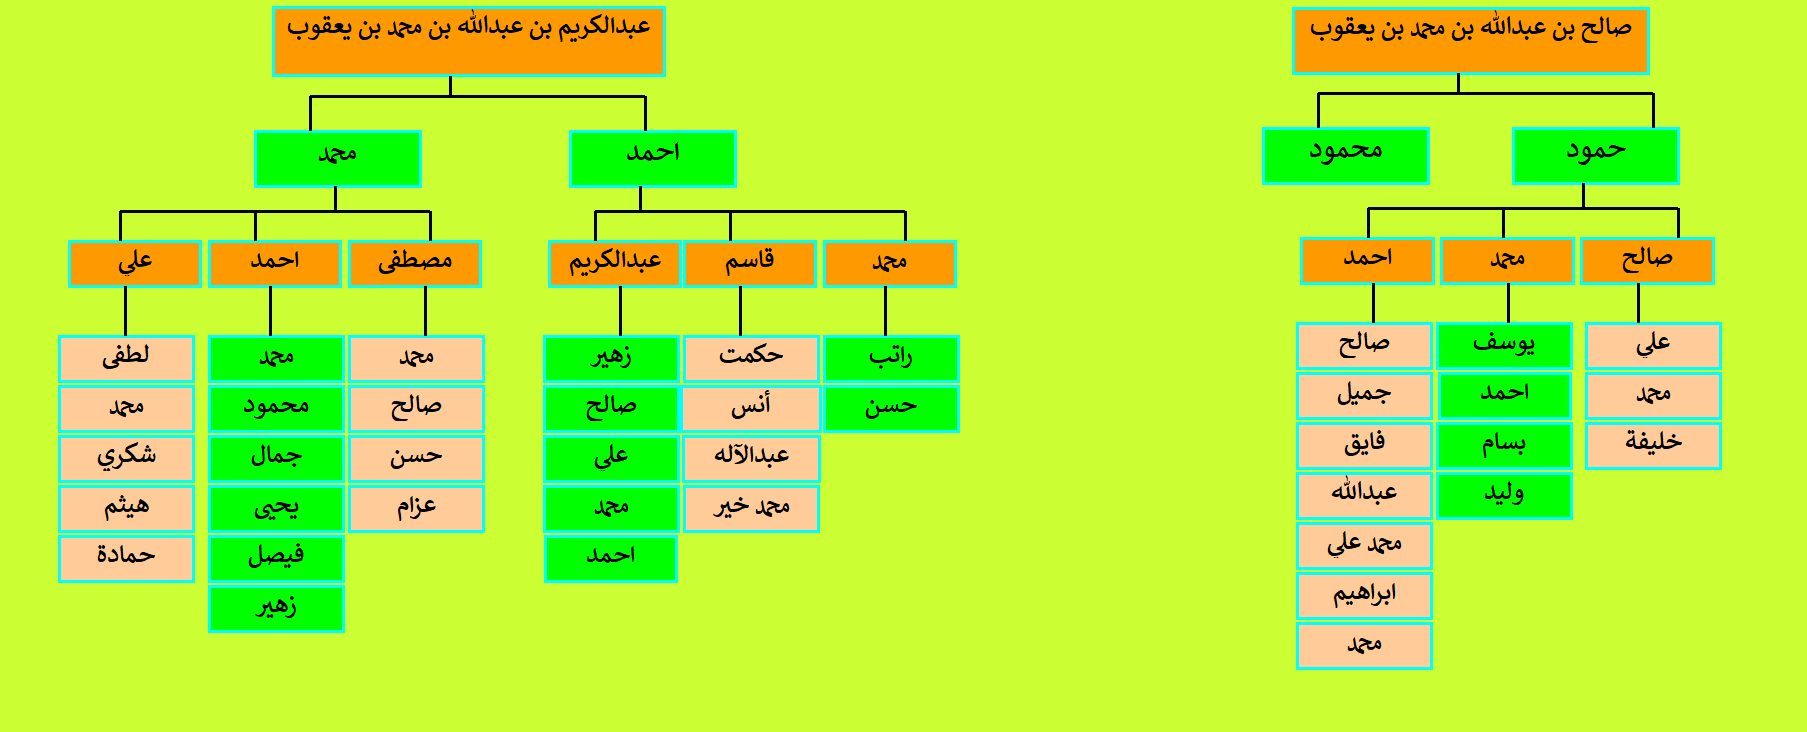 صالح بن عبدالله بن محمد بن يعقوب
حمود
محمود
صالح
محمد
احمد
علي
محمد
خليفة
يوسف
احمد
بسام
وليد
صالح
جميل
فايق
عبدالله
محمد علي
ابراهيم
محمد
عبدالكريم بن عبدالله بن محمد بن يعقوب
احمد
محمد
محمد
قاسم
عبدالكريم
راتب
حسن
حكمت
أنس
عبدالآله
محمد خير
زهير
صالح
علي
محمد
احمد
مصطفى
احمد
علي
محمد
صالح
حسن
عزام
محمد
محمود
جمال
يحيى
فيصل
زهير
لطفى
محمد
شكري
هيثم
حمادة